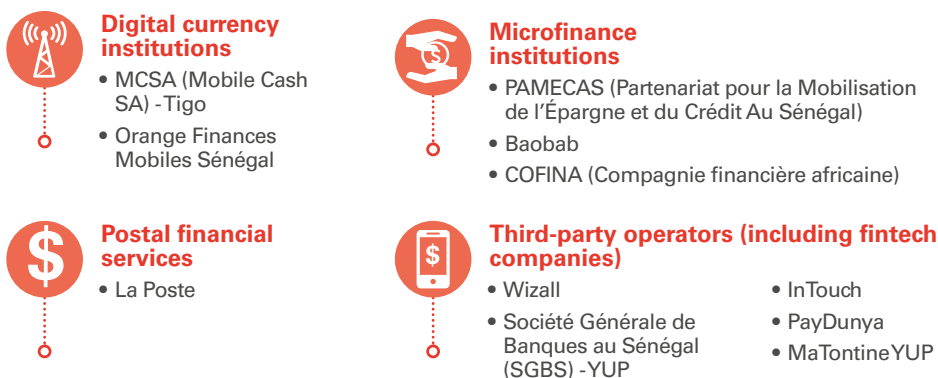 Digital currency
institutions
• MCSA (Mobile Cash
SA) -Tigo
• Orange Finances
Mobiles Sénégal
$
Microfinance
institutions
• PAMECAS (Partenariat pour la Mobilisation
de l'Épargne et du Crédit Au Sénégal)
• Baobab
• COFINA (Compagnie financière africaine)
$
Postal financial
services
• La Poste
$
Third-party operators (including fintech
companies)
• Wizall
• Société Générale de
Banques au Sénégal
(SGBS) -YUP
• InTouch
• PayDunya
• MaTontineYUP